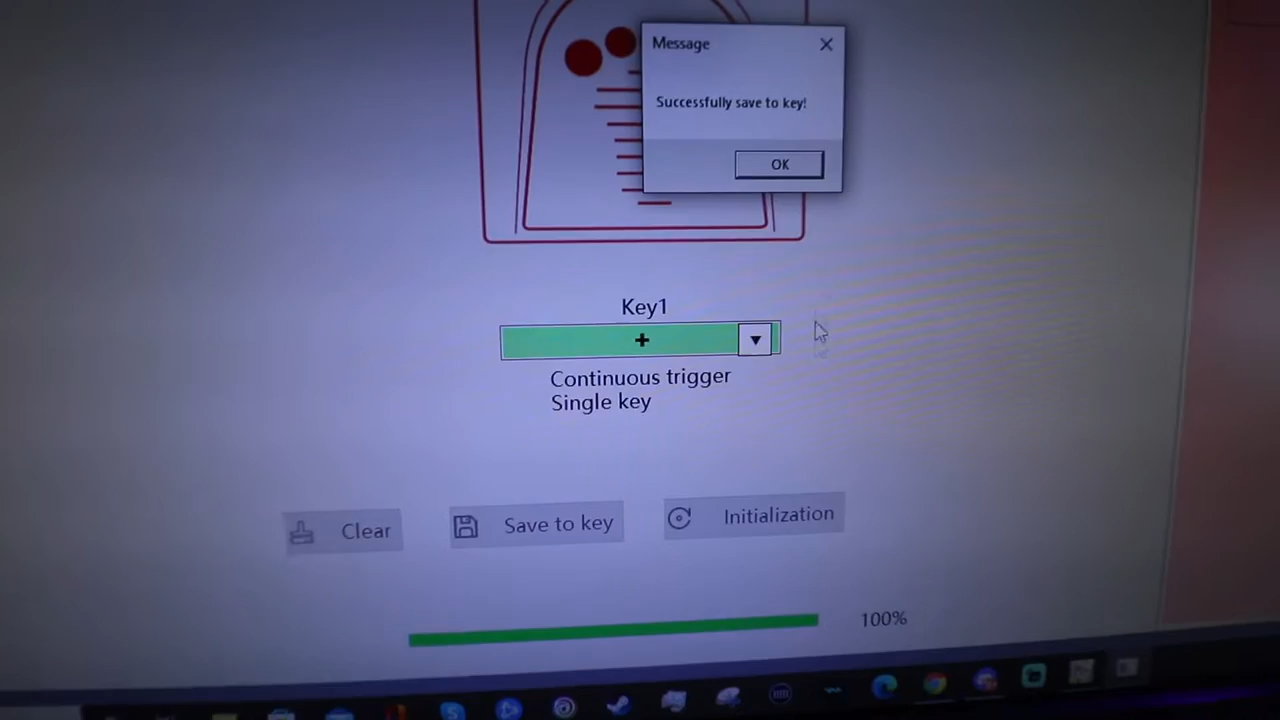 Message
Successfully save to key!
OK
Key1
+
Continuous trigger
Single key
Clear
Save to key
Initialization
100%